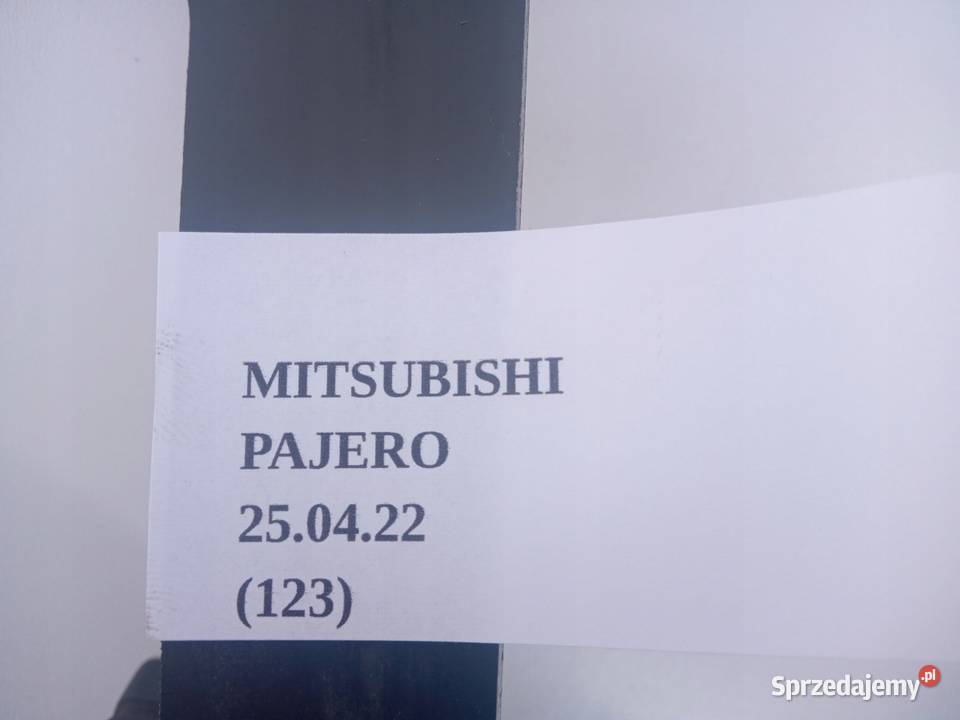 MITSUBISHI
PAJERO
25.04.22
(123)
Sprzedajemy.pl